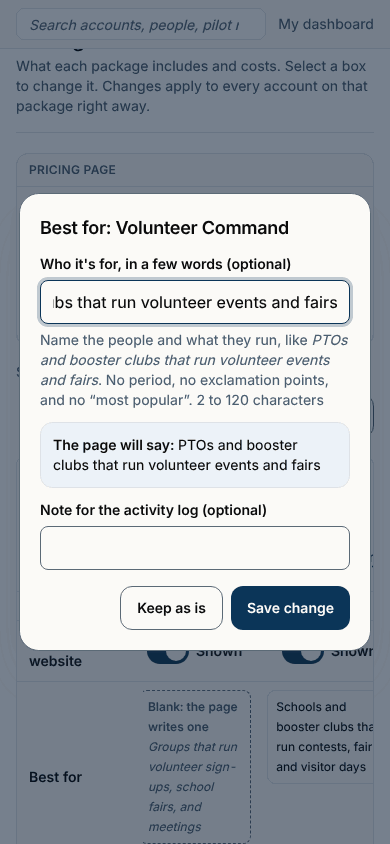 Search accounts, people, pilot r
My dashboard
What each package includes and costs. Select a box
to change it. Changes apply to every account on that
package right away.
PRICING PAGE
Best for: Volunteer Command
Who it's for, in a few words (optional)
bs that run volunteer events and fairs
Name the people and what they run, like PTOs
and booster clubs that run volunteer events
and fairs. No period, no exclamation points,
and no “most popular”. 2 to 120 characters
The page will say: PTOs and booster
clubs that run volunteer events and fairs
Note for the activity log (optional)
Keep as is
Save change
website
Shown
Shown
Best for
Blank: the page
writes one
Groups that run
volunteer sign-
ups, school
fairs, and
meetings
Schools and
booster clubs tha
run contests, fair
and visitor days